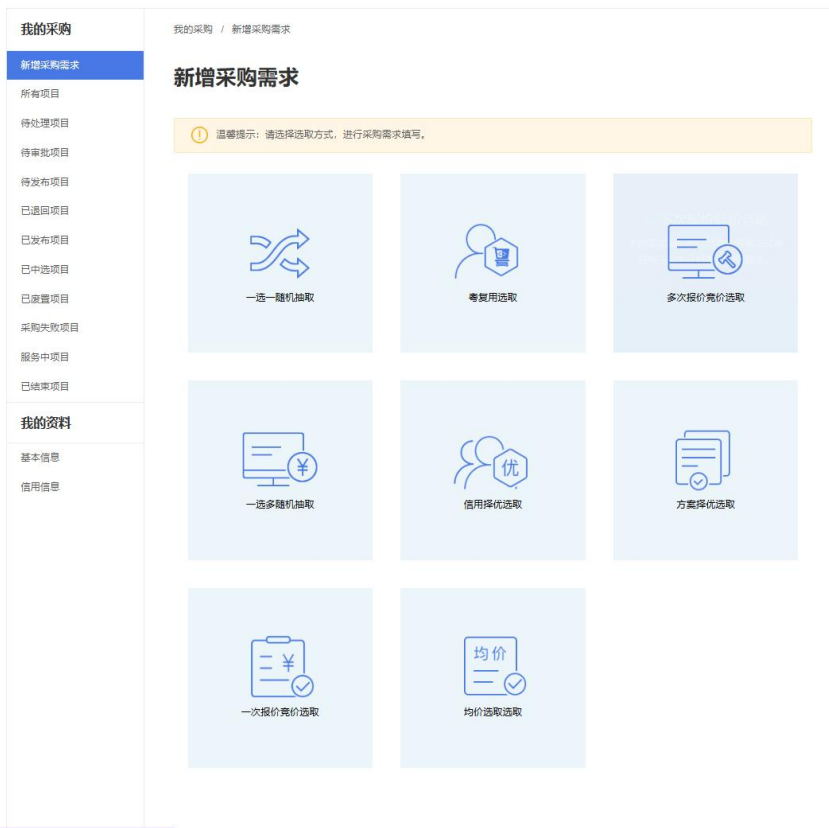 我的采购
新增采购需求
所有项目
待处理项目
待审批项目
待发布项目
已退回项目
已发布项目
已中选项目
已废置项目
采购失败项目
服务中项目
已结束项目
我的资料
基本信息
信用信息
我的采购 / 新增采购需求
新增采购需求
温馨提示：请选择选取方式，进行采购需求填写。
一选一随机抽取
粤复用选取
多次报价竞价选取
¥
一选多随机抽取
优
信用择优选取
方案择优选取
¥
一次报价竞价选取
均价
均价选取选取